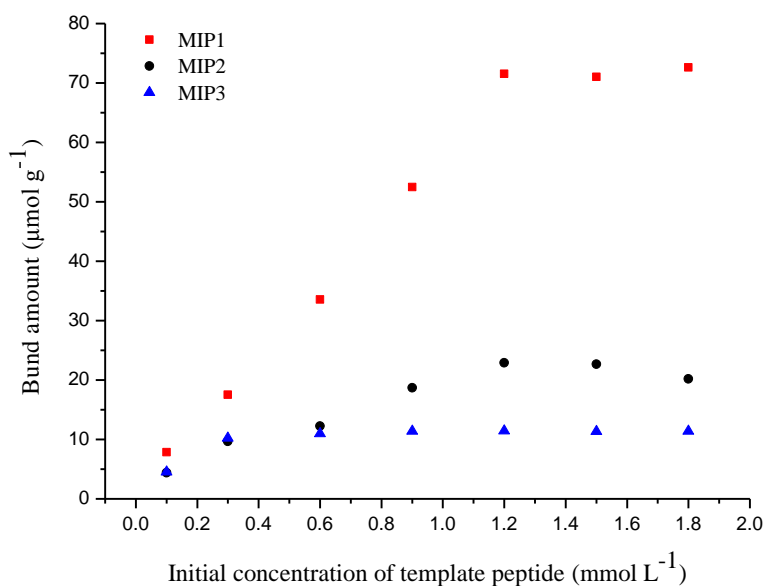 80
70
60
50
40
30
20
10
0
Bund amount (μmol g⁻¹)
MIP1
MIP2
MIP3
0.0 0.2 0.4 0.6 0.8 1.0 1.2 1.4 1.6 1.8 2.0
Initial concentration of template peptide (mmol L⁻¹)